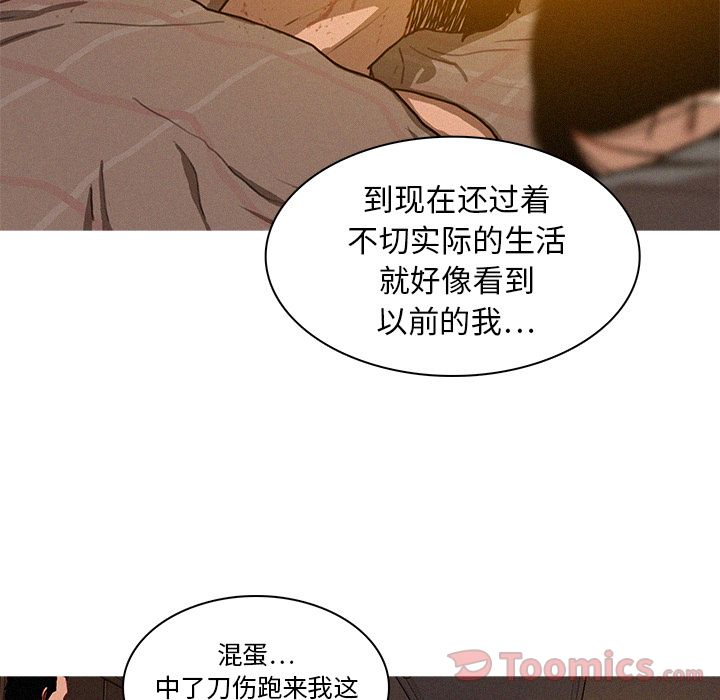 到现在还过着
不切实际的生活
就好像看到
以前的我...
混蛋...
中了刀伤跑来我这
Toomics.com